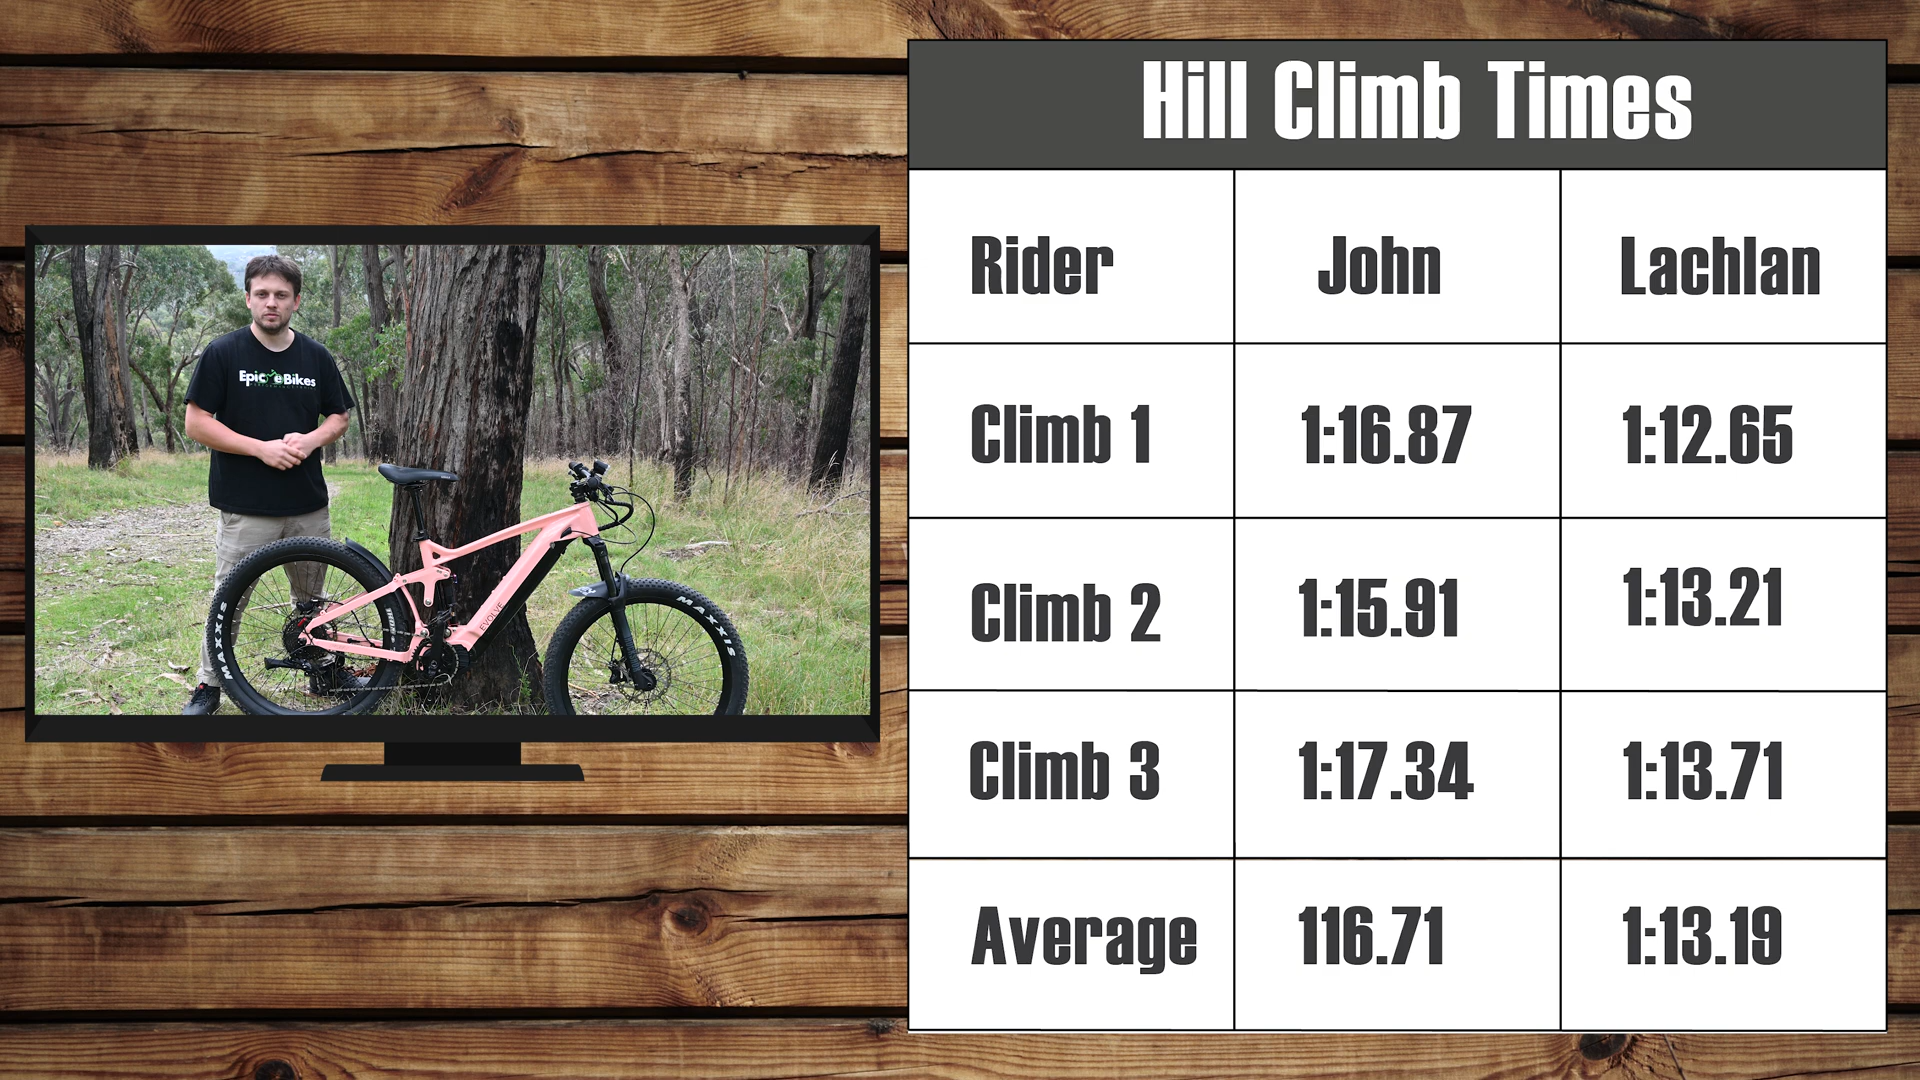 Hill Climb Times
Rider John Lachlan
Climb 1 1:16.87 1:12.65
Climb 2 1:15.91 1:13.21
Climb 3 1:17.34 1:13.71
Average 116.71 1:13.19
Epic eBikes
EVOLVE
MAXXIS
MAXXIS